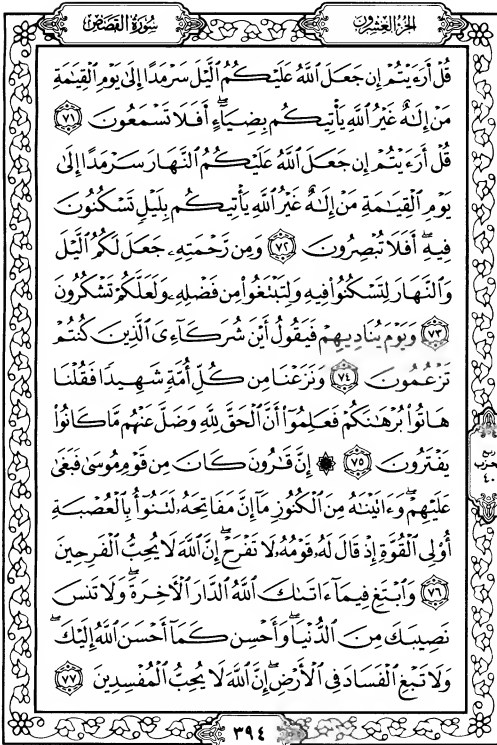 الجزء العشرون
سورة القصص
قُلْ أَرَءَيْتُمْ إِن جَعَلَ ٱللَّهُ عَلَيْكُمُ ٱلَّيْلَ سَرْمَدًا إِلَىٰ يَوْمِ ٱلْقِيَٰمَةِ
مَنْ إِلَٰهٌ غَيْرُ ٱللَّهِ يَأْتِيكُم بِضِيَآءٍ ۖ أَفَلَا تَسْمَعُونَ ٧١
قُلْ أَرَءَيْتُمْ إِن جَعَلَ ٱللَّهُ عَلَيْكُمُ ٱلنَّهَارَ سَرْمَدًا إِلَىٰ
يَوْمِ ٱلْقِيَٰمَةِ مَنْ إِلَٰهٌ غَيْرُ ٱللَّهِ يَأْتِيكُم بِلَيْلٍ تَسْكُنُونَ
فِيهِ ۖ أَفَلَا تُبْصِرُونَ ٧٢ وَمِن رَّحْمَتِهِۦ جَعَلَ لَكُمُ ٱلَّيْلَ
وَٱلنَّهَارَ لِتَسْكُنُوا۟ فِيهِ وَلِتَبْتَغُوا۟ مِن فَضْلِهِۦ وَلَعَلَّكُمْ تَشْكُرُونَ
٧٣ وَيَوْمَ يُنَادِيهِمْ فَيَقُولُ أَيْنَ شُرَكَآءِىَ ٱلَّذِينَ كُنتُمْ
تَزْعُمُونَ ٧٤ وَنَزَعْنَا مِن كُلِّ أُمَّةٍ شَهِيدًا فَقُلْنَا
هَاتُوا۟ بُرْهَٰنَكُمْ فَعَلِمُوٓا۟ أَنَّ ٱلْحَقَّ لِلَّهِ وَضَلَّ عَنْهُم مَّا كَانُوا۟
يَفْتَرُونَ ٧٥ ۞ إِنَّ قَٰرُونَ كَانَ مِن قَوْمِ مُوسَىٰ فَبَغَىٰ
عَلَيْهِمْ ۖ وَءَاتَيْنَٰهُ مِنَ ٱلْكُنُوزِ مَآ إِنَّ مَفَاتِحَهُۥ لَتَنُوٓأُ بِٱلْعُصْبَةِ
أُو۟لِى ٱلْقُوَّةِ إِذْ قَالَ لَهُۥ قَوْمُهُۥ لَا تَفْرَحْ ۖ إِنَّ ٱللَّهَ لَا يُحِبُّ ٱلْفَرِحِينَ
٧٦ وَٱبْتَغِ فِيمَآ ءَاتَىٰكَ ٱللَّهُ ٱلدَّارَ ٱلْـَٔاخِرَةَ ۖ وَلَا تَنسَ
نَصِيبَكَ مِنَ ٱلدُّنْيَا ۖ وَأَحْسِن كَمَآ أَحْسَنَ ٱللَّهُ إِلَيْكَ ۖ
وَلَا تَبْغِ ٱلْفَسَادَ فِى ٱلْأَرْضِ ۖ إِنَّ ٱللَّهَ لَا يُحِبُّ ٱلْمُفْسِدِينَ ٧٧
ربع
حزب
٤٠
٣٩٤